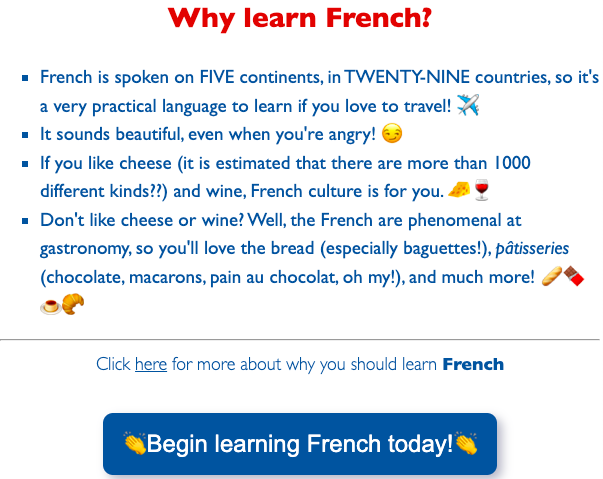 Why learn French?
French is spoken on FIVE continents, in TWENTY-NINE countries, so it's
a very practical language to learn if you love to travel! ✈️
It sounds beautiful, even when you're angry! 😏
If you like cheese (it is estimated that there are more than 1000
different kinds??) and wine, French culture is for you. 🧀🍷
Don't like cheese or wine? Well, the French are phenomenal at
gastronomy, so you'll love the bread (especially baguettes!), pâtisseries
(chocolate, macarons, pain au chocolat, oh my!), and much more! 🥖🍫
☕🥐
Click here for more about why you should learn French
👏Begin learning French today!👏